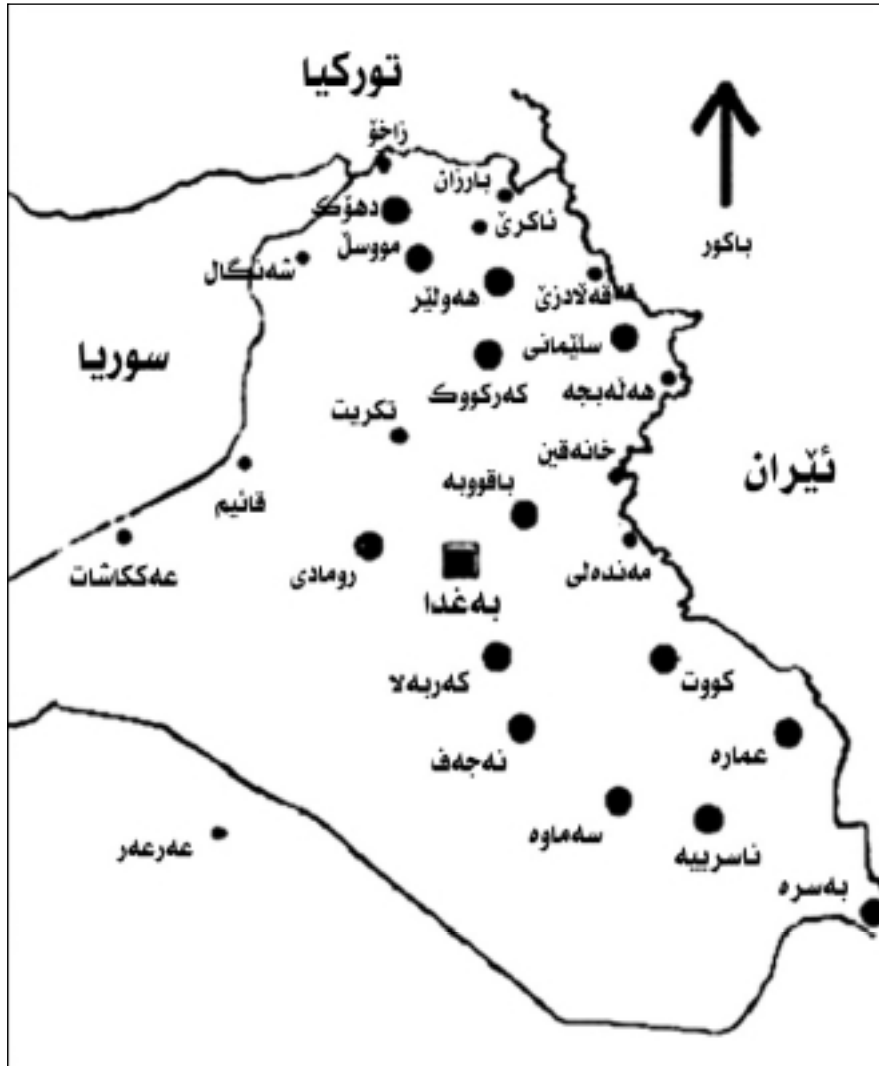 تورکیا
زاخۆ
بارزان
دهۆک
ئاکرێ
باکور
مووسڵ
شەنگال
هەولێر
قەڵادزێ
سلێمانی
سوریا
هەڵەبجە
کەرکووک
تکریت
خانەقین
ئێران
باقووبە
قائیم
مەندەلی
عەککاشات
رومادی
بەغدا
کەربەلا
کووت
نەجەف
عمارە
سەماوە
ناسرییە
عەرعەر
بەسرە